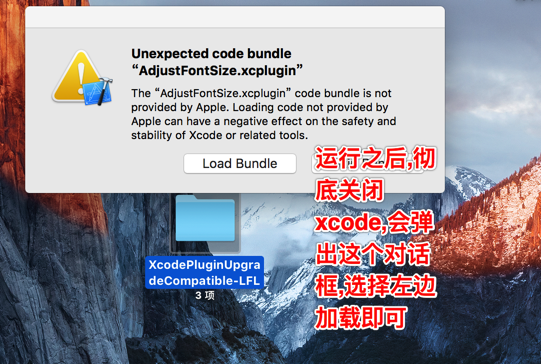 Unexpected code bundle
“AdjustFontSize.xcplugin”
The “AdjustFontSize.xcplugin” code bundle is not
provided by Apple. Loading code not provided by
Apple can have a negative effect on the safety and
stability of Xcode or related tools.
Load Bundle
运行之后,彻
底关闭
xcode,会弹
出这个对话
框,选择左边
加载即可
XcodePluginUpgra
deCompatible-LFL
3 项